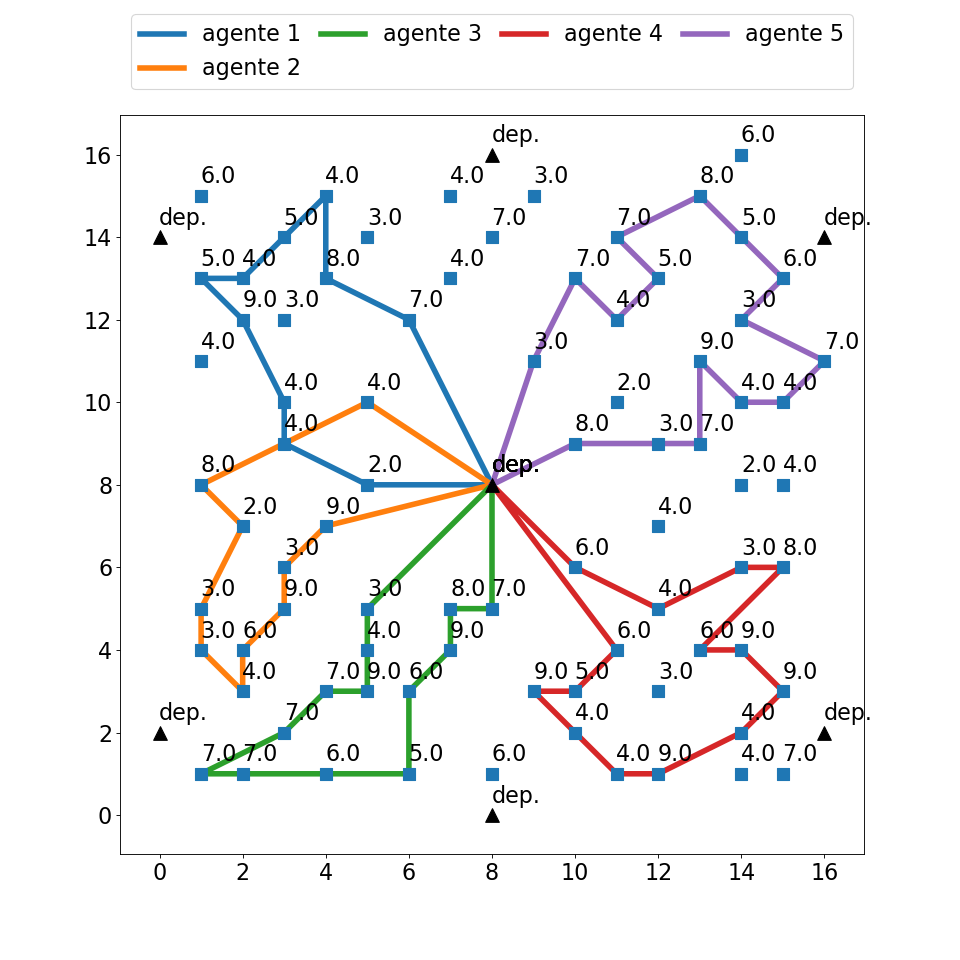 agente 1 agente 3 agente 4 agente 5
agente 2
6.0
dep.
16
6.0 4.0 4.0 3.0 8.0
dep. 5.0 3.0 7.0 7.0 5.0 dep.
14
5.0 4.0 8.0 4.0 7.0 5.0 6.0
9.0 3.0 7.0 4.0 3.0
12
4.0 3.0 9.0 7.0
4.0 4.0 2.0 4.0 4.0
10
4.0 8.0 3.0 7.0
8.0 2.0 dep. 2.0 4.0
8
2.0 9.0 4.0
3.0 6.0 3.0 8.0
6
3.0 9.0 3.0 8.0 7.0 4.0
3.0 6.0 4.0 9.0 6.0 6.0 9.0
4
4.0 7.0 9.0 6.0 9.0 5.0 3.0 9.0
dep. 7.0 4.0 4.0 dep.
2
7.0 7.0 6.0 5.0 6.0 4.0 9.0 4.0 7.0
dep.
0
0 2 4 6 8 10 12 14 16